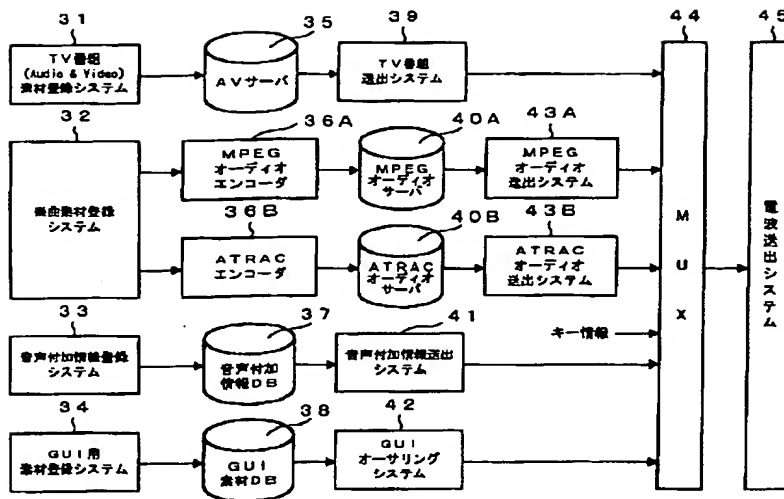 31
TV番組
(Audio & Video)
素材登録システム
35
AVサーバ
39
TV番組
送出システム
44
MUX
45
電波送出システム
32
楽曲素材登録
システム
36A
MPEG
オーディオ
エンコーダ
40A
MPEG
オーディオ
サーバ
43A
MPEG
オーディオ
送出システム
36B
ATRAC
エンコーダ
40B
ATRAC
オーディオ
サーバ
43B
ATRAC
オーディオ
送出システム
キー情報
33
音声付加情報登録
システム
37
音声付加
情報DB
41
音声付加情報送出
システム
34
GUI用
素材登録システム
38
GUI
素材DB
42
GUI
オーサリング
システム